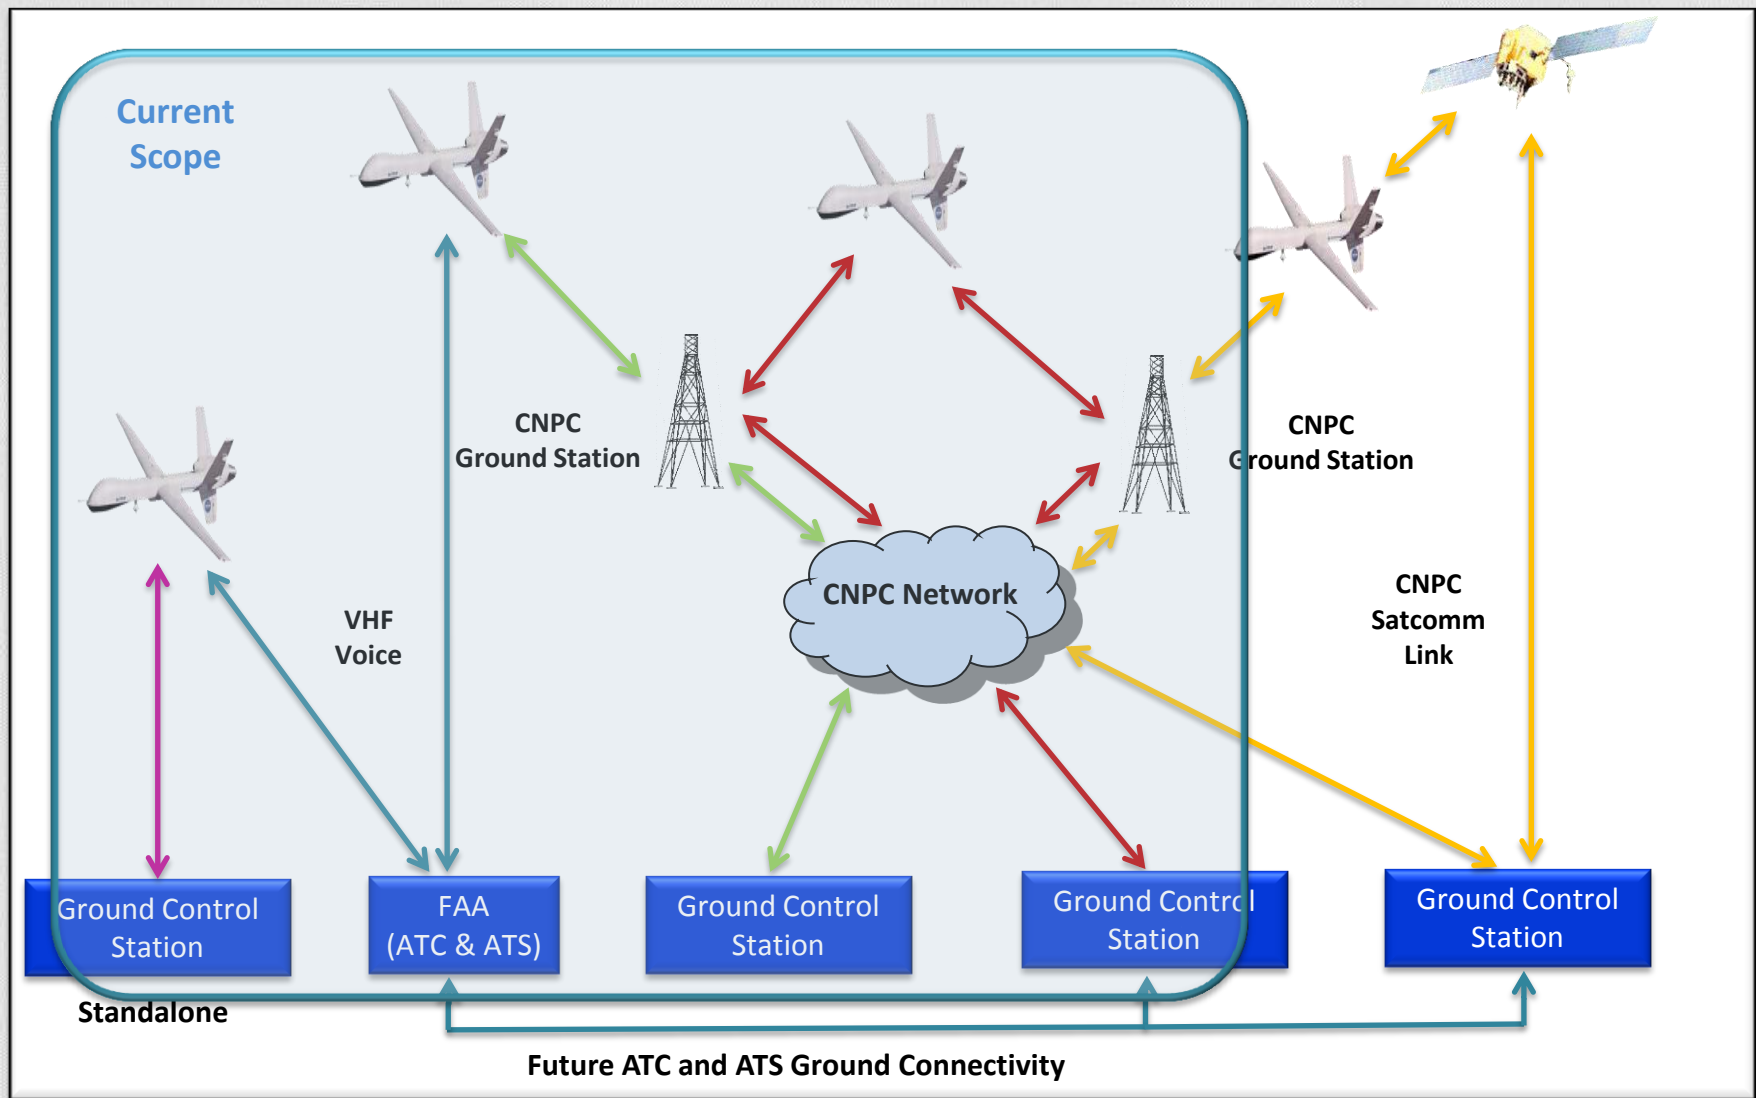 Current
Scope
CNPC
Ground Station
CNPC
Ground Station
VHF
Voice
CNPC Network
CNPC
Satcomm
Link
Ground Control
Station
FAA
(ATC & ATS)
Ground Control
Station
Ground Control
Station
Ground Control
Station
Standalone
Future ATC and ATS Ground Connectivity